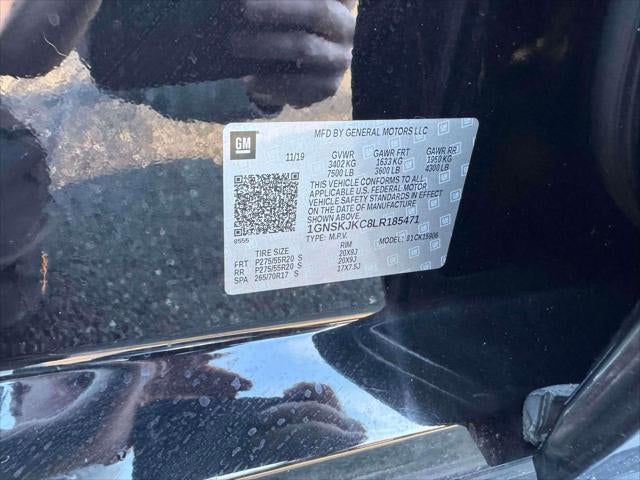 MFD BY GENERAL MOTORS LLC
GM
11/19 GVWR GAWR FRT GAWR RR
3402 KG 1633 KG 1950 KG
7500 LB 3600 LB 4300 LB
THIS VEHICLE CONFORMS TO ALL
APPLICABLE U.S. FEDERAL MOTOR
VEHICLE SAFETY STANDARDS IN EFFECT
ON THE DATE OF MANUFACTURE
SHOWN ABOVE.
1GNSKJKC8LR185471
8555 TYPE: M.P.V. 81CK15906
TIRE SIZE RIM
FRT P275/55R20 S 20X9J
RR P275/55R20 S 20X9J
SPA 265/70R17 S 17X7.5J